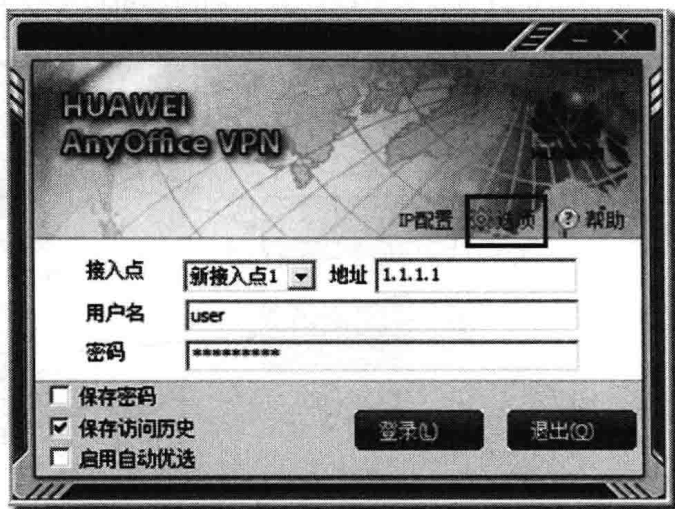 HUAWEI
AnyOffice VPN
IP配置 选项 帮助
接入点 新接入点1 地址 1.1.1.1
用户名 user
密码 *********
保存密码
保存访问历史
启用自动优选
登录(L) 退出(Q)